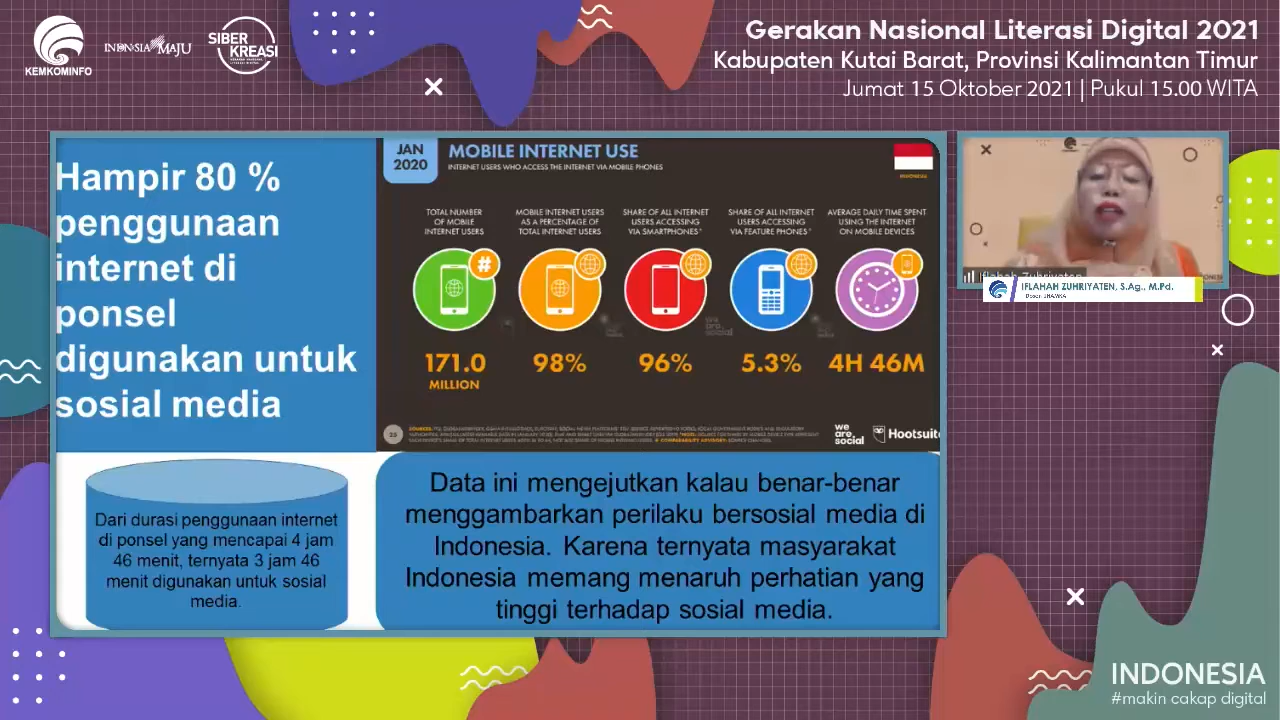 KEMKOMINFO
INDONESIA MAJU
SIBER
KREASI
Gerakan Nasional Literasi Digital 2021
Kabupaten Kutai Barat, Provinsi Kalimantan Timur
Jumat 15 Oktober 2021 | Pukul 15.00 WITA
Hampir 80 %
penggunaan
internet di
ponsel
digunakan untuk
sosial media
JAN
2020
MOBILE INTERNET USE
INTERNET USERS WHO ACCESS THE INTERNET VIA MOBILE PHONES
INDONESIA
TOTAL NUMBER
OF MOBILE
INTERNET USERS
MOBILE INTERNET USERS
AS A PERCENTAGE OF
TOTAL INTERNET USERS
SHARE OF ALL INTERNET
USERS ACCESSING
VIA SMARTPHONES*
SHARE OF ALL INTERNET
USERS ACCESSING
VIA FEATURE PHONES*
AVERAGE DAILY TIME SPENT
USING THE INTERNET
ON MOBILE DEVICES
#
171.0
MILLION
98%
96%
5.3%
4H 46M
we
are.
social
Hootsuite
Dari durasi penggunaan internet
di ponsel yang mencapai 4 jam
46 menit, ternyata 3 jam 46
menit digunakan untuk sosial
media.
Data ini mengejutkan kalau benar-benar
menggambarkan perilaku bersosial media di
Indonesia. Karena ternyata masyarakat
Indonesia memang menaruh perhatian yang
tinggi terhadap sosial media.
Iflahah Zuhriyaten
IFLAHAH ZUHRIYATEN, S.Ag., M.Pd.
INDONESIA
#makin cakap digital